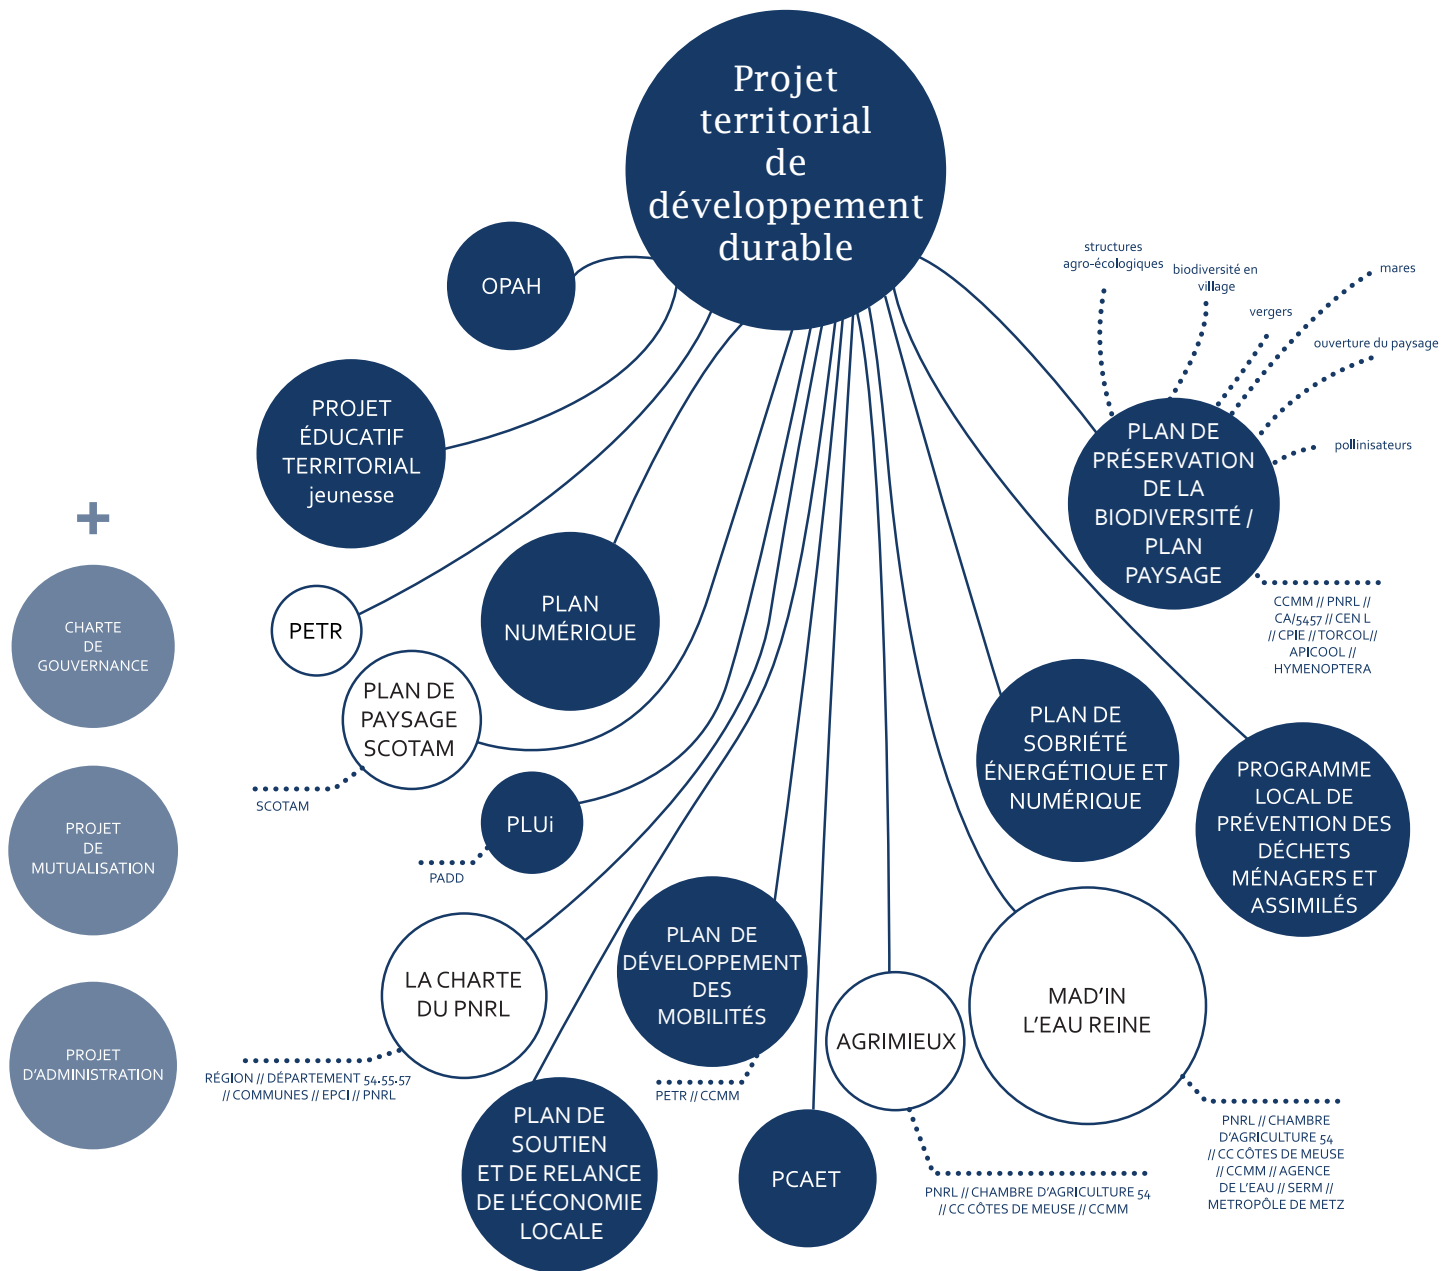 Projet
territorial
de
développement
durable
OPAH
PROJET
ÉDUCATIF
TERRITORIAL
jeunesse
PETR
PLAN
NUMÉRIQUE
PLAN DE
PAYSAGE
SCOTAM
SCOTAM
PLUi
PADD
LA CHARTE
DU PNRL
RÉGION // DÉPARTEMENT 54.55.57
// COMMUNES // EPCI // PNRL
PLAN DE
SOUTIEN
ET DE RELANCE
DE L'ÉCONOMIE
LOCALE
PLAN DE
DÉVELOPPEMENT
DES
MOBILITÉS
PETR // CCMM
PCAET
AGRIMIEUX
PNRL // CHAMBRE D'AGRICULTURE 54
// CC CÔTES DE MEUSE // CCMM
MAD'IN
L'EAU REINE
PNRL // CHAMBRE
D'AGRICULTURE 54
// CC CÔTES DE MEUSE
// CCMM // AGENCE
DE L'EAU // SERM //
METROPÔLE DE METZ
PLAN DE
SOBRIÉTÉ
ÉNERGÉTIQUE ET
NUMÉRIQUE
PROGRAMME
LOCAL DE
PRÉVENTION DES
DÉCHETS
MÉNAGERS ET
ASSIMILÉS
PLAN DE
PRÉSERVATION
DE LA
BIODIVERSITÉ /
PLAN
PAYSAGE
structures
agro-écologiques
biodiversité en
village
vergers
mares
ouverture du paysage
pollinisateurs
CCMM // PNRL //
CA/5457 // CEN L
// CPIE // TORCOL//
APICOOL //
HYMENOPTERA
+
CHARTE
DE
GOUVERNANCE
PROJET
DE
MUTUALISATION
PROJET
D'ADMINISTRATION